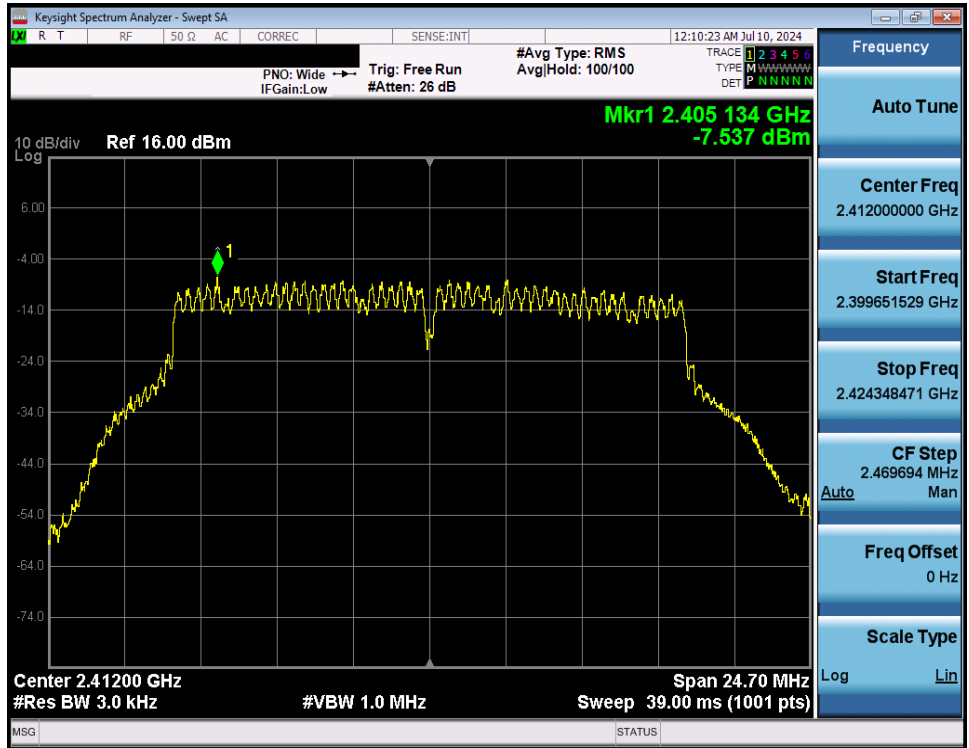 Keysight Spectrum Analyzer - Swept SA
LXI R T RF 50 Ω AC CORREC SENSE:INT 12:10:23 AM Jul 10, 2024
PNO: Wide
IFGain:Low
Trig: Free Run
#Atten: 26 dB
#Avg Type: RMS
Avg|Hold: 100/100
TRACE 1 2 3 4 5 6
TYPE M W W W W W
DET P N N N N N
Mkr1 2.405 134 GHz
-7.537 dBm
10 dB/div Ref 16.00 dBm
Log
6.00
-4.00
-14.0
-24.0
-34.0
-44.0
-54.0
-64.0
-74.0
1
Center 2.41200 GHz
#Res BW 3.0 kHz
#VBW 1.0 MHz
Span 24.70 MHz
Sweep 39.00 ms (1001 pts)
MSG
STATUS
Frequency
Auto Tune
Center Freq
2.412000000 GHz
Start Freq
2.399651529 GHz
Stop Freq
2.424348471 GHz
CF Step
2.469694 MHz
Auto Man
Freq Offset
0 Hz
Scale Type
Log Lin